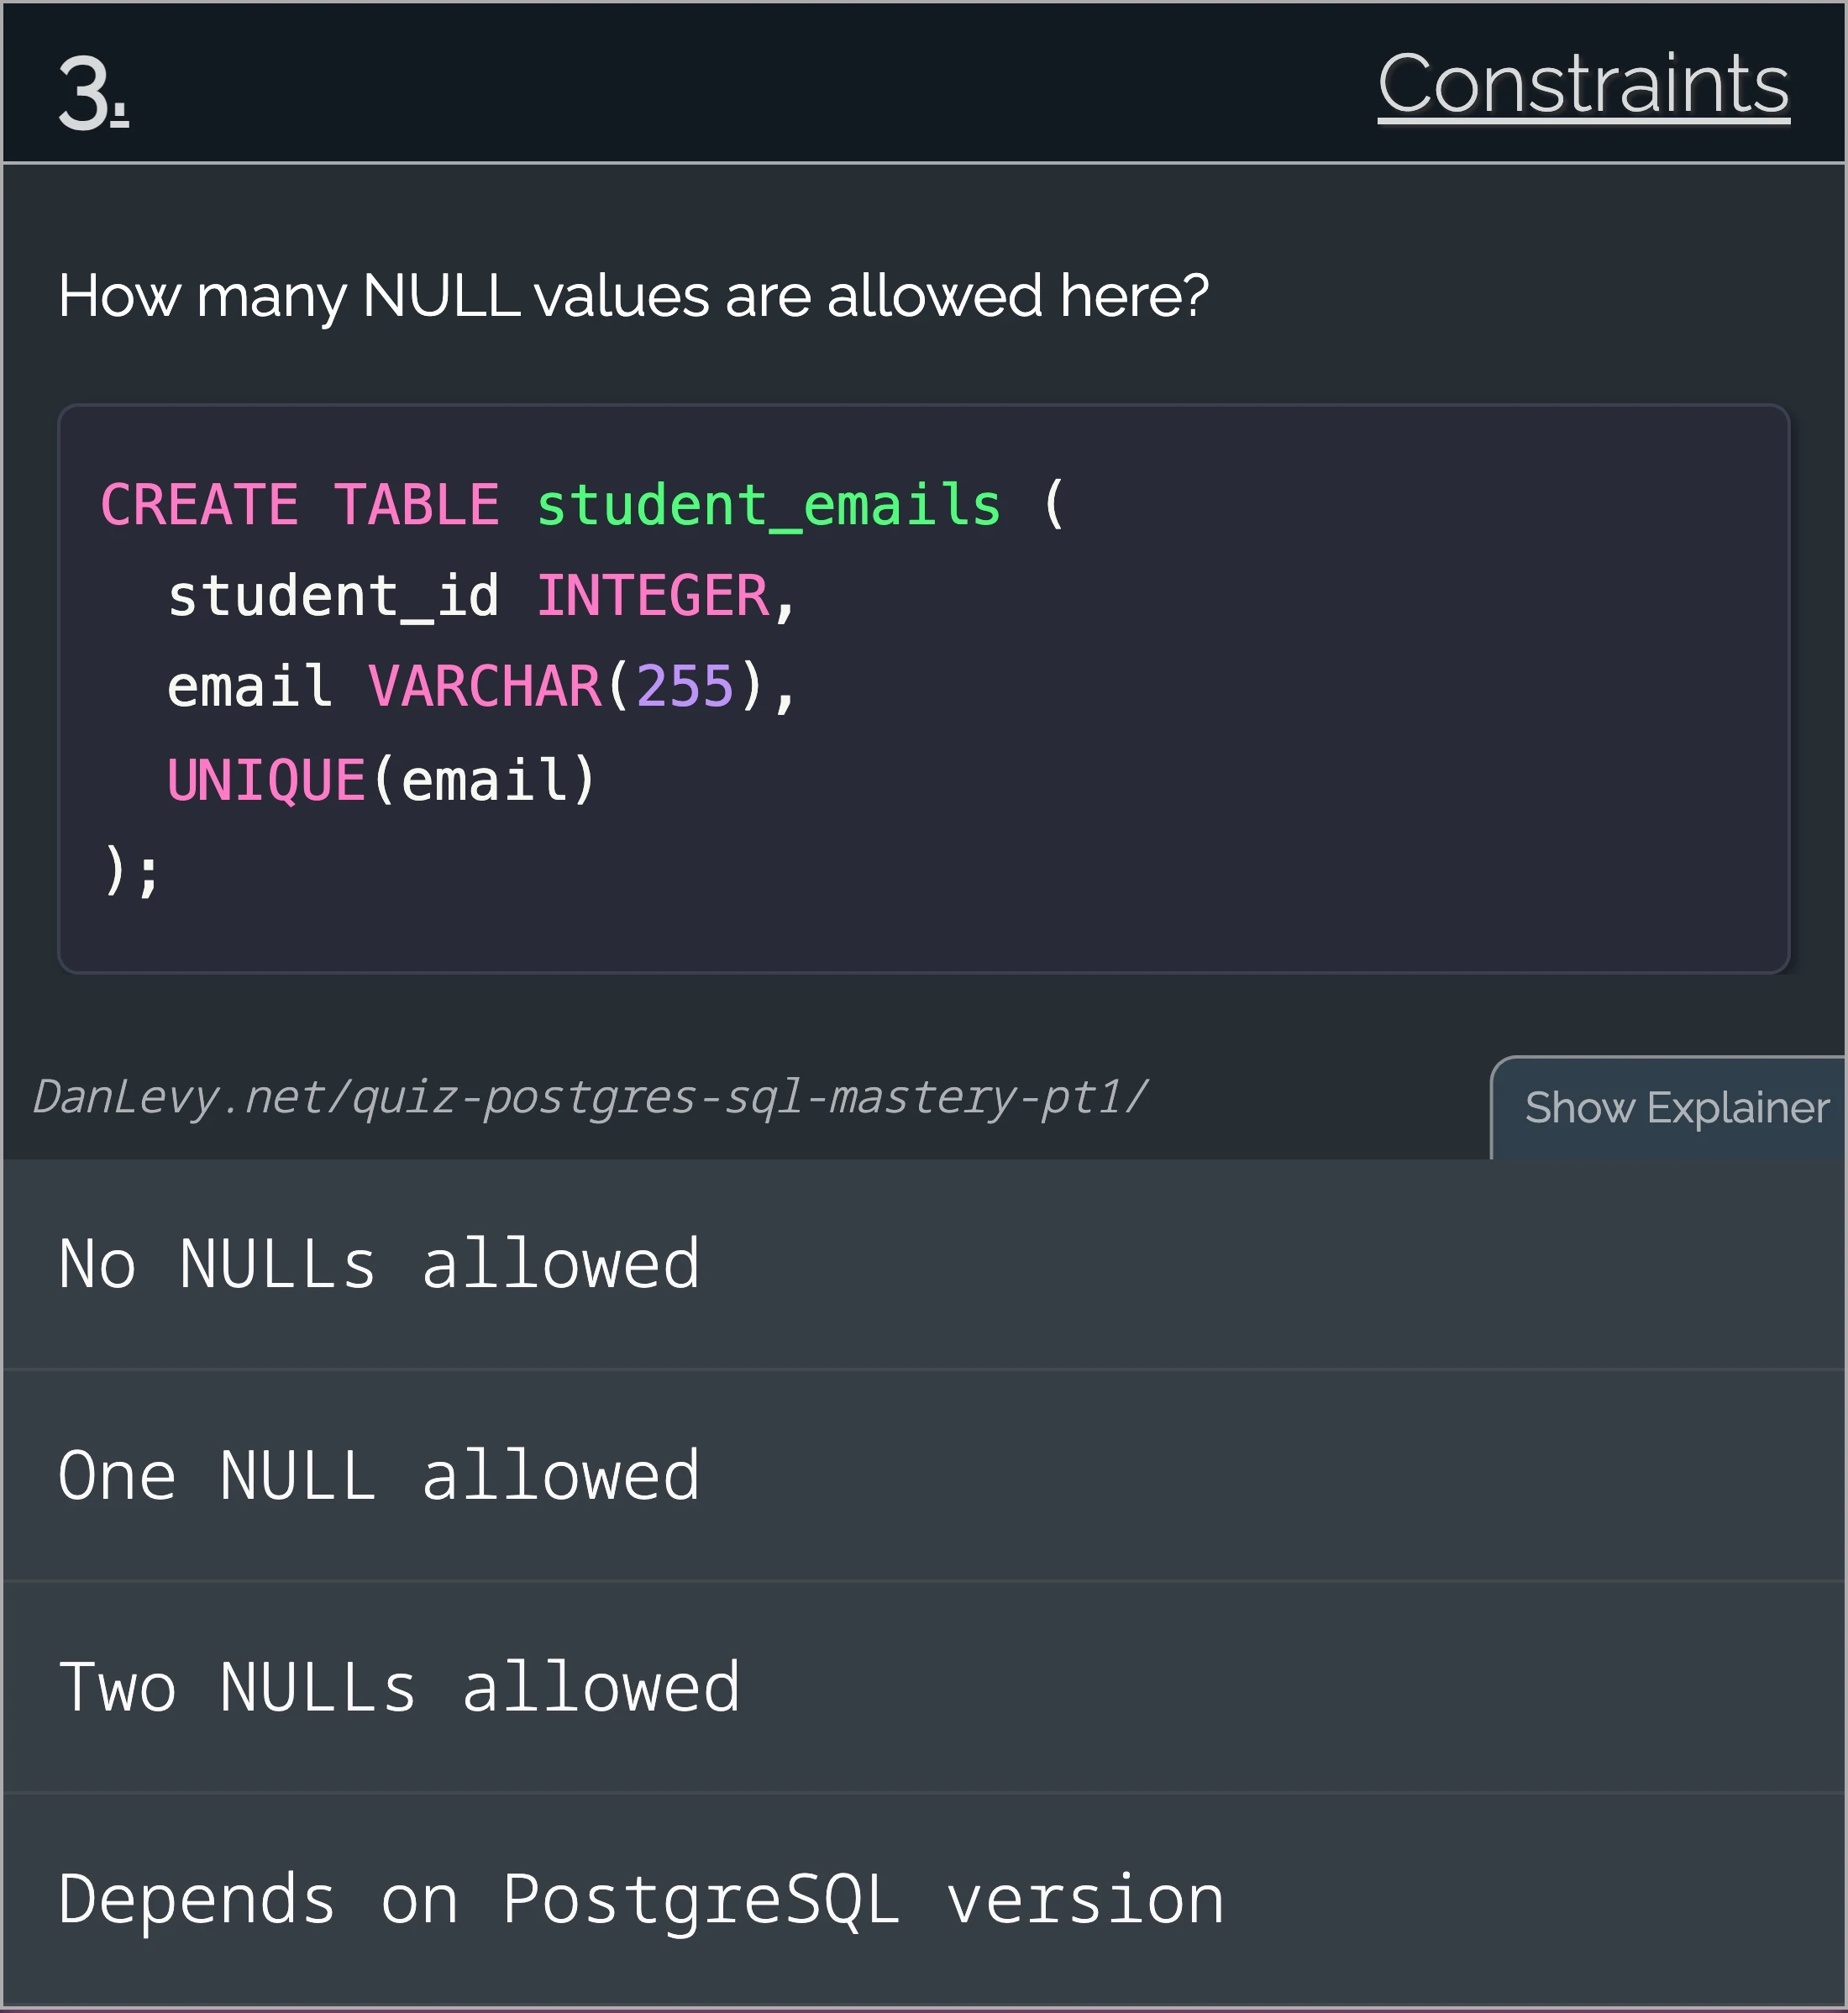 3.
Constraints
How many NULL values are allowed here?
CREATE TABLE student_emails (
  student_id INTEGER,
  email VARCHAR(255),
  UNIQUE(email)
);
DanLevy.net/quiz-postgres-sql-mastery-pt1/
Show Explainer
No NULLs allowed
One NULL allowed
Two NULLs allowed
Depends on PostgreSQL version